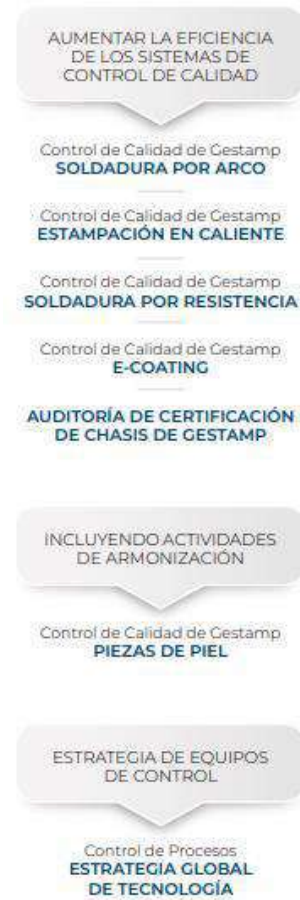 AUMENTAR LA EFICIENCIA
DE LOS SISTEMAS DE
CONTROL DE CALIDAD
Control de Calidad de Gestamp
SOLDADURA POR ARCO
Control de Calidad de Gestamp
ESTAMPACIÓN EN CALIENTE
Control de Calidad de Gestamp
SOLDADURA POR RESISTENCIA
Control de Calidad de Gestamp
E-COATING
AUDITORÍA DE CERTIFICACIÓN
DE CHASIS DE GESTAMP
INCLUYENDO ACTIVIDADES
DE ARMONIZACIÓN
Control de Calidad de Gestamp
PIEZAS DE PIEL
ESTRATEGIA DE EQUIPOS
DE CONTROL
Control de Procesos
ESTRATEGIA GLOBAL
DE TECNOLOGÍA